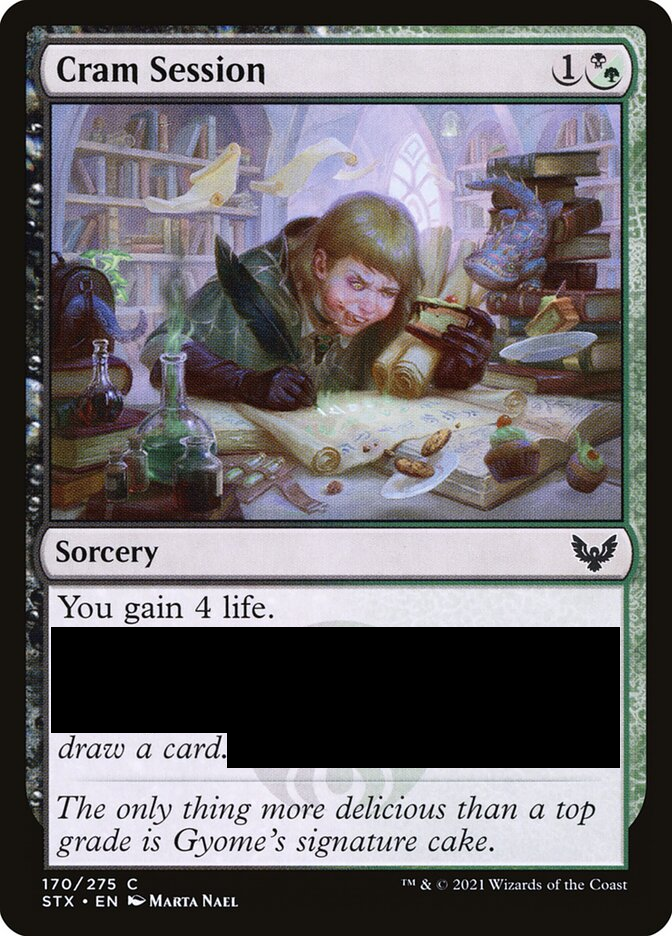 Cram Session
1
Sorcery
You gain 4 life.
draw a card.
The only thing more delicious than a top
grade is Gyome's signature cake.
170/275 C
STX • EN Marta Nael
™ & © 2021 Wizards of the Coast